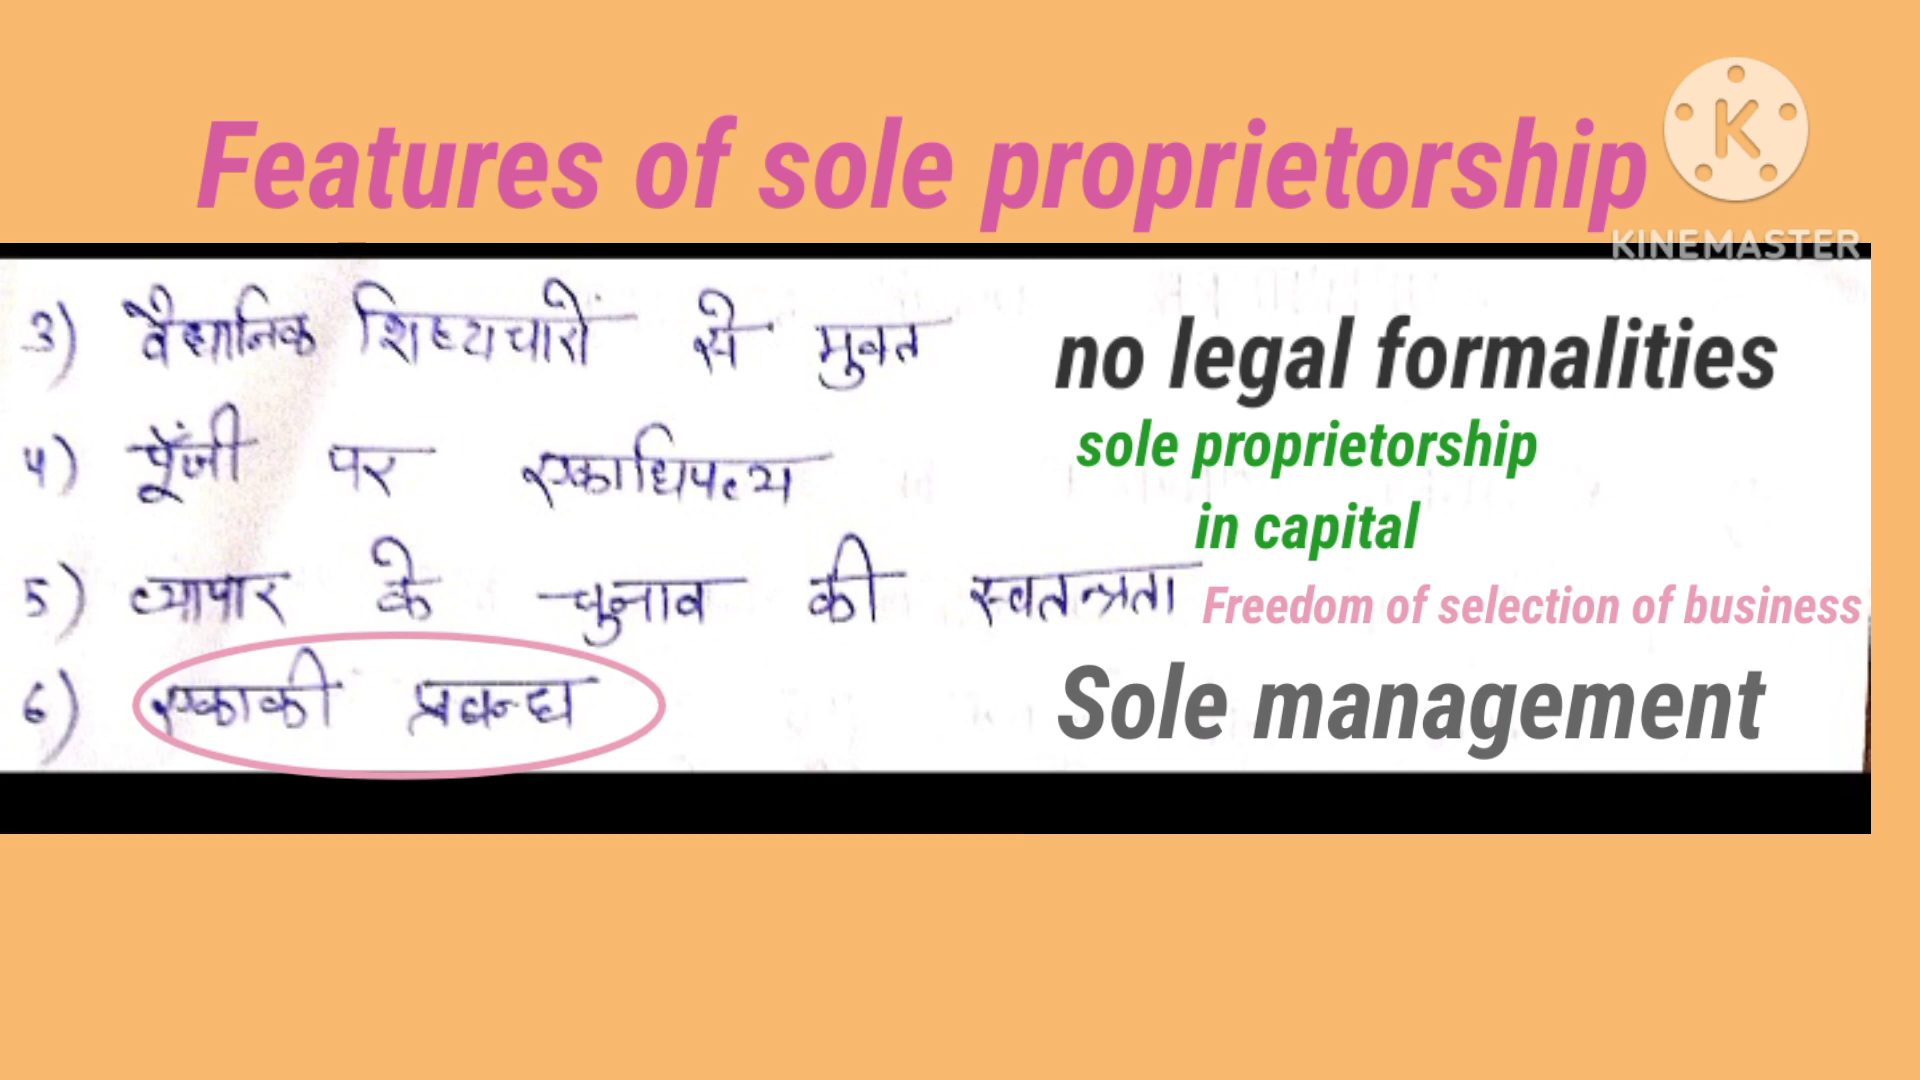 Features of sole proprietorship
K
KINEMASTER
3) वैधानिक शिष्टाचारों से मुक्त no legal formalities
4) पूँजी पर एकाधिपत्य sole proprietorship
in capital
5) व्यापार के चुनाव की स्वतन्त्रता Freedom of selection of business
6) एकाकी प्रबन्ध Sole management